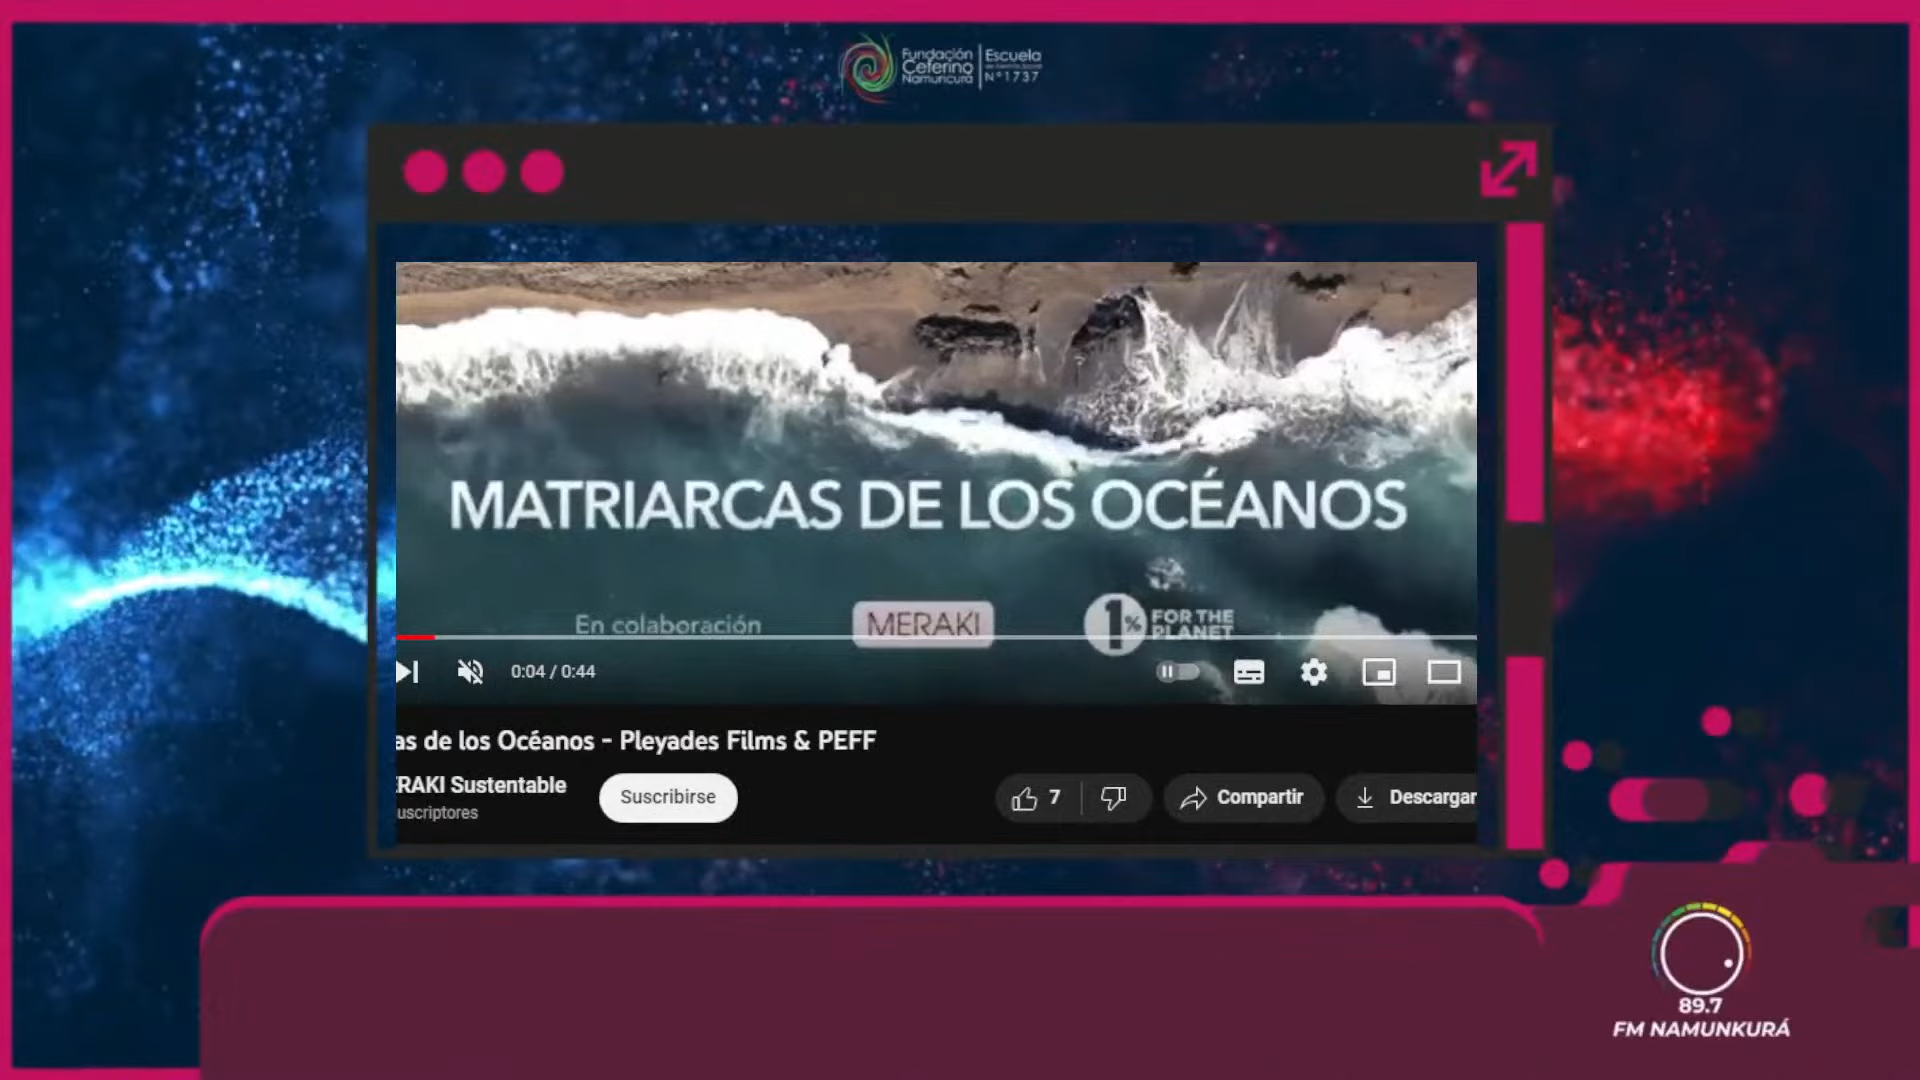 Fundación
Ceferino
Namuncurá
Escuela
N°1737
MATRIARCAS DE LOS OCÉANOS
En colaboración
MERAKI
1%
FOR THE
PLANET
0:04 / 0:44
as de los Océanos - Pleyades Films & PEFF
ERAKI Sustentable
uscriptores
Suscribirse
7
Compartir
Descargar
89.7
FM NAMUNKURÁ